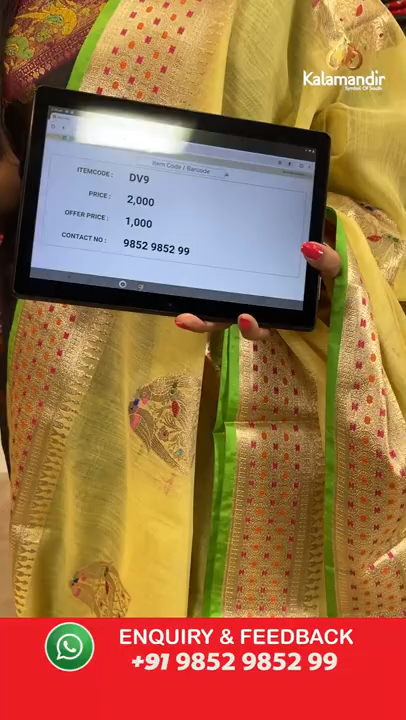 Kalamandir
Symbol Of South
Item Code / Barcode
ITEMCODE : DV9
PRICE : 2,000
OFFER PRICE : 1,000
CONTACT NO : 9852 9852 99
ENQUIRY & FEEDBACK
+91 9852 9852 99